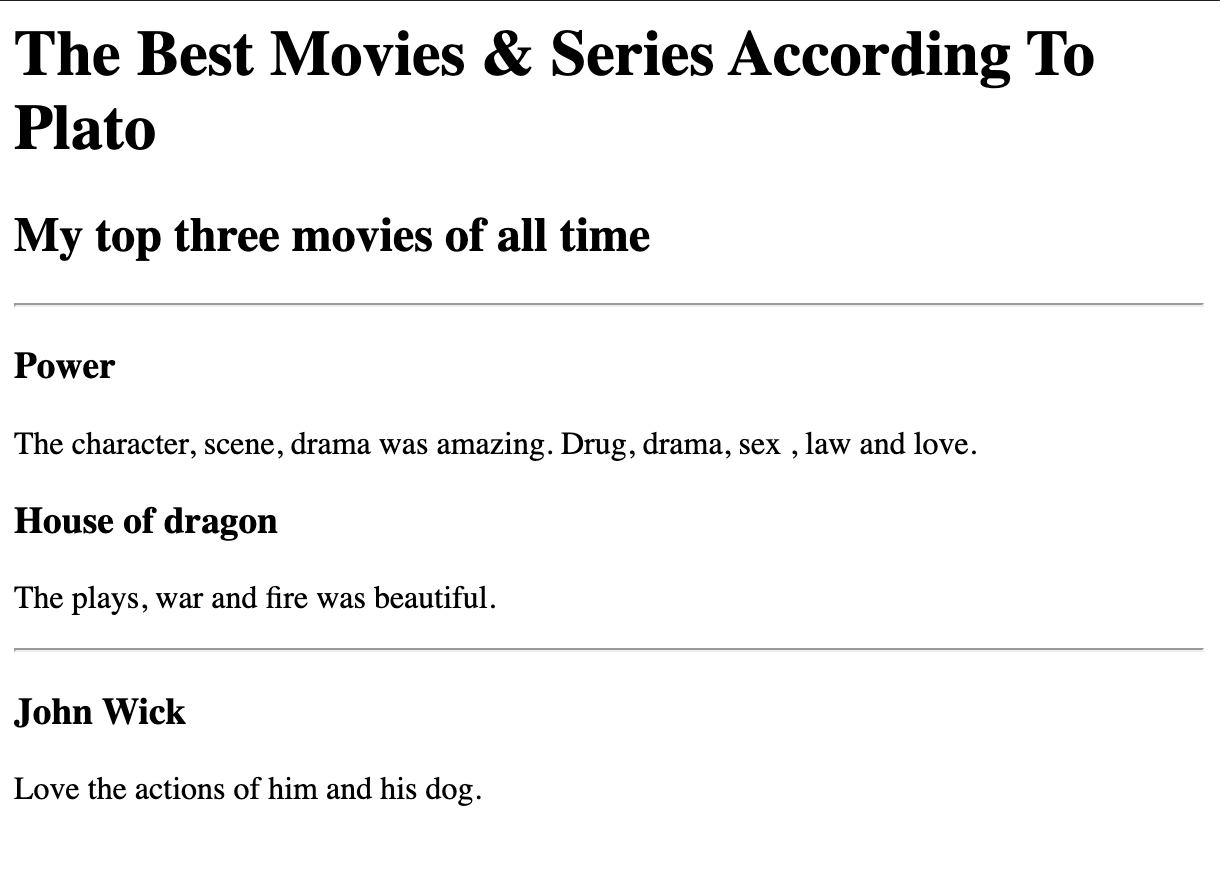 The Best Movies & Series According To
Plato
My top three movies of all time
Power
The character, scene, drama was amazing. Drug, drama, sex , law and love.
House of dragon
The plays, war and fire was beautiful.
John Wick
Love the actions of him and his dog.